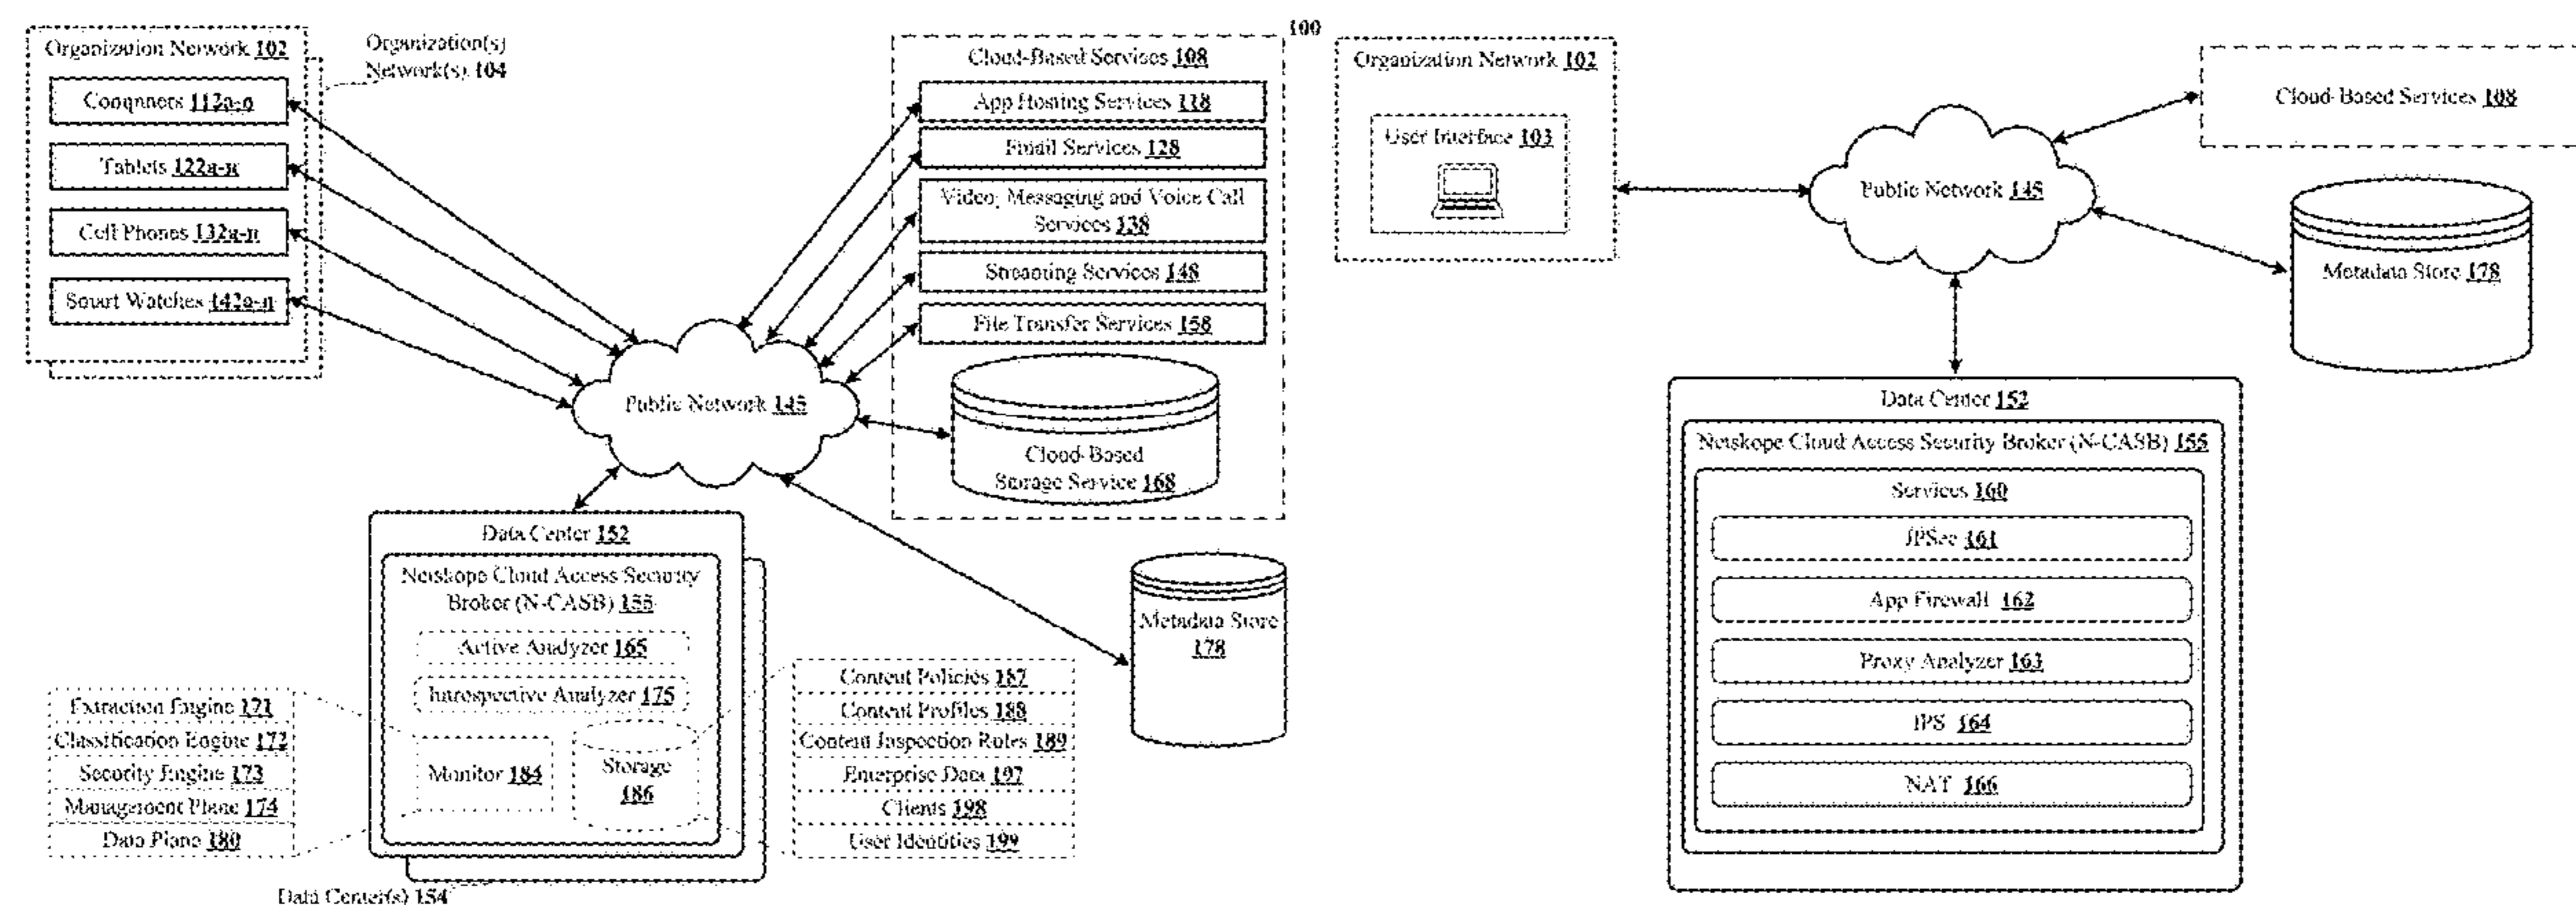 Organization Network 102
Organization(s)
Network(s) 104
Computers 112a-n
Tablets 122a-n
Cell Phones 132a-n
Smart Watches 142a-n
Public Network 145
100
Cloud-Based Services 108
App Hosting Services 118
Email Services 128
Video, Messaging and Voice Call
Services 138
Streaming Services 148
File Transfer Services 158
Cloud-Based
Storage Service 168
Metadata Store
178
Data Center 152
Netskope Cloud Access Security
Broker (N-CASB) 155
Active Analyzer 165
Introspective Analyzer 175
Monitor 184
Storage
186
Extraction Engine 171
Classification Engine 172
Security Engine 173
Management Plane 174
Data Plane 180
Content Policies 187
Content Profiles 188
Content Inspection Rules 189
Enterprise Data 197
Clients 198
User Identities 199
Data Center(s) 154
Organization Network 102
User Interface 103
Public Network 145
Cloud-Based Services 108
Metadata Store 178
Data Center 152
Netskope Cloud Access Security Broker (N-CASB) 155
Services 160
IPSec 161
App Firewall 162
Proxy Analyzer 163
IPS 164
NAT 166